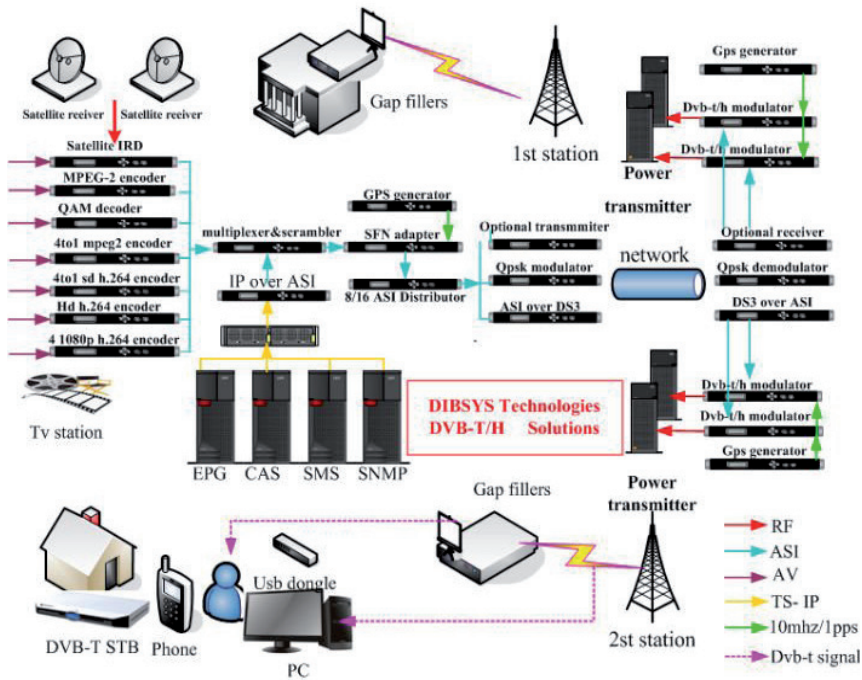 Satellite reeiver
Satellite reeiver
Satellite IRD
MPEG-2 encoder
QAM decoder
4to1 mpeg2 encoder
4to1 sd h.264 encoder
Hd h.264 encoder
4 1080p h.264 encoder
Tv station
Gap fillers
1st station
multiplexer&scrambler
IP over ASI
EPG
CAS
SMS
SNMP
GPS generator
SFN adapter
8/16 ASI Distributor
Optional transmmiter
Qpsk modulator
ASI over DS3
Gps generator
Dvb-t/h modulator
Dvb-t/h modulator
Power
transmitter
network
Optional receiver
Qpsk demodulator
DS3 over ASI
Dvb-t/h modulator
Dvb-t/h modulator
Gps generator
DIBSYS Technologies
DVB-T/H Solutions
Power
transmitter
Gap fillers
2st station
Usb dongle
DVB-T STB
Phone
PC
RF
ASI
AV
TS- IP
10mhz/1pps
Dvb-t signal